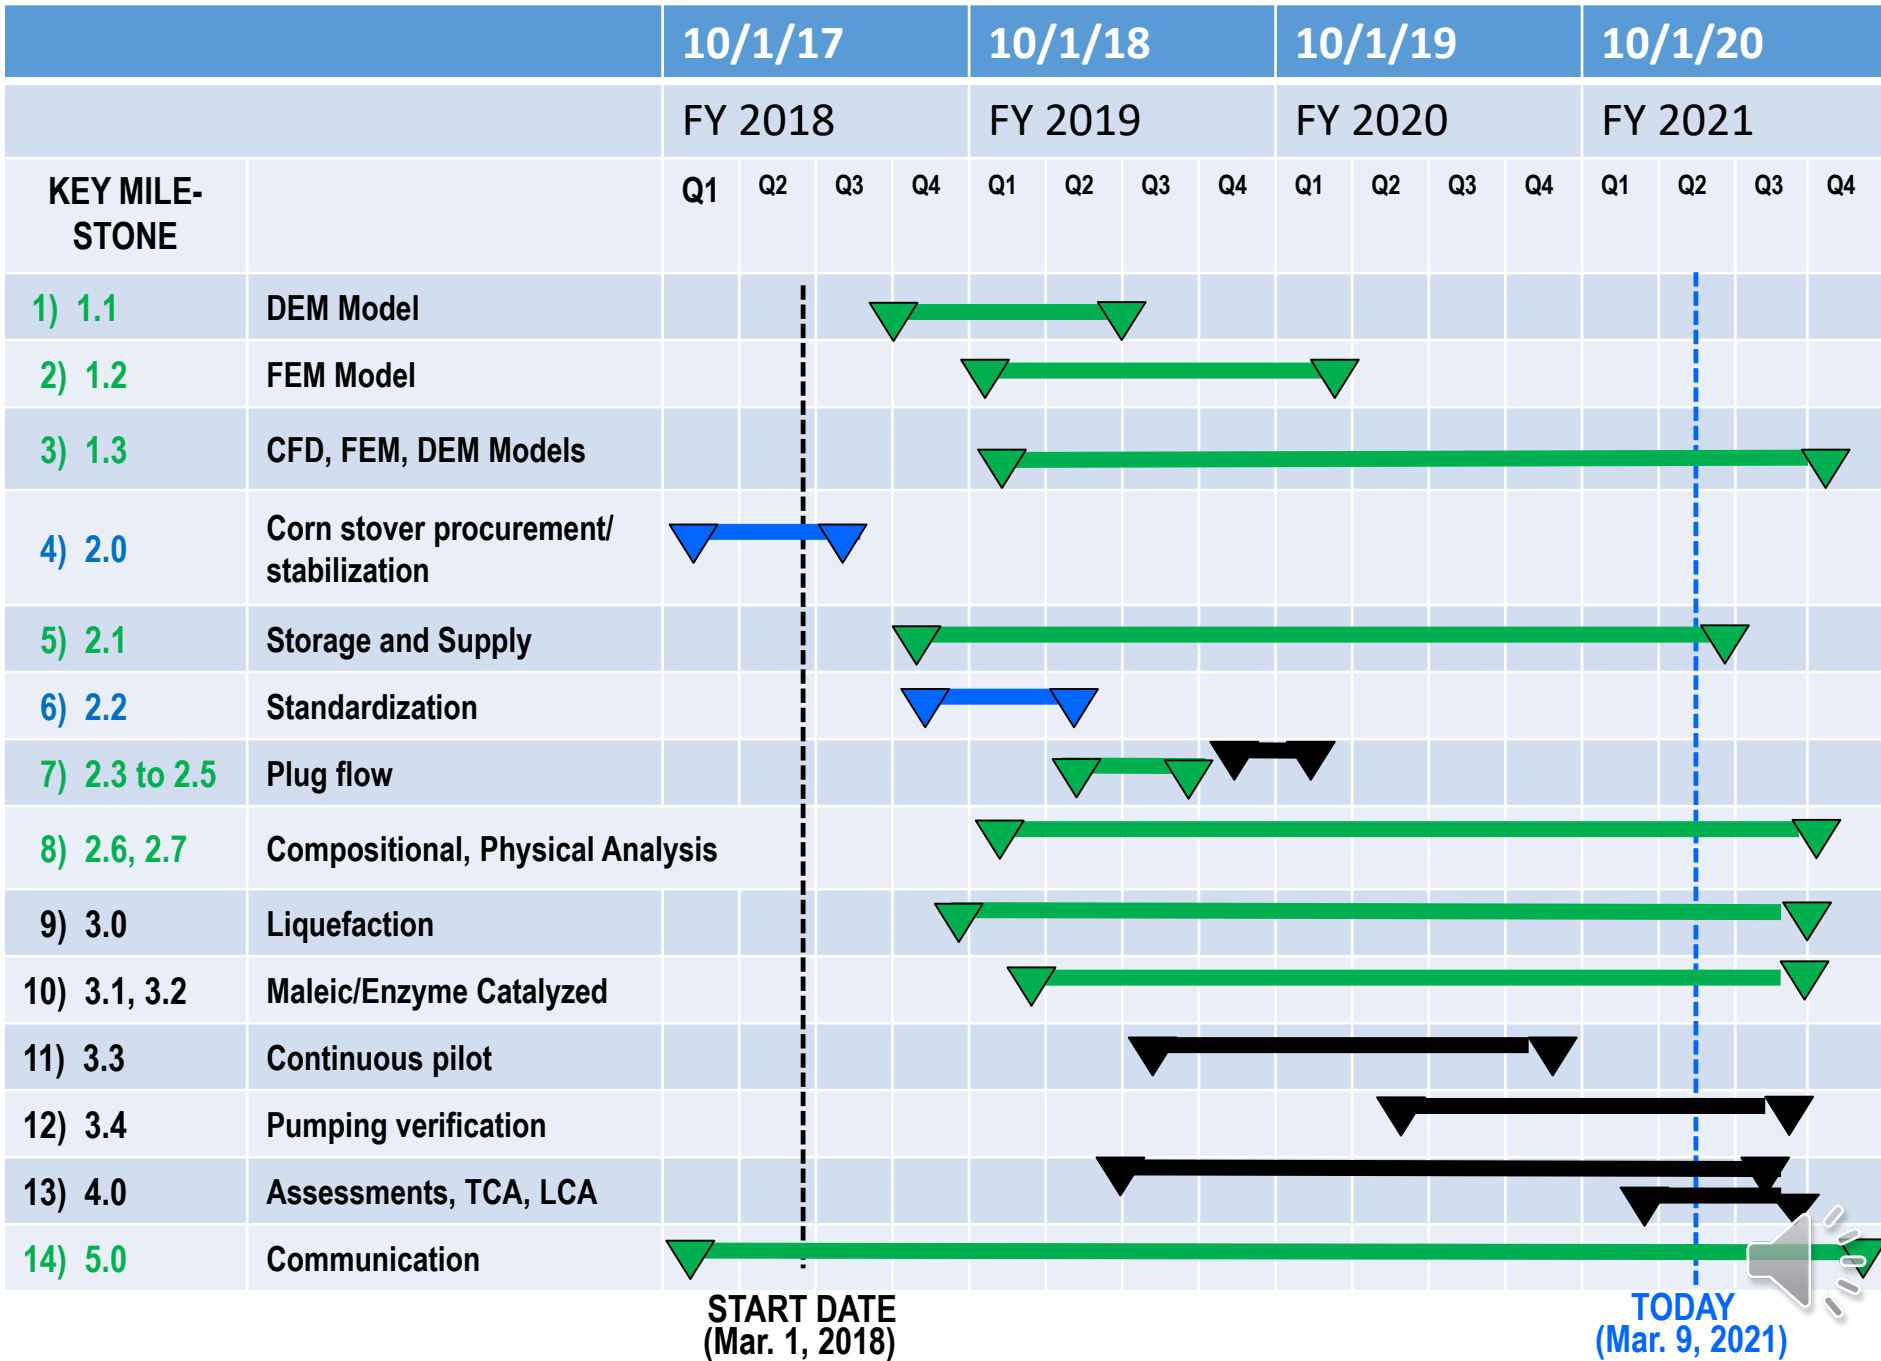 10/1/17 10/1/18 10/1/19 10/1/20
FY 2018 FY 2019 FY 2020 FY 2021
KEY MILE-
STONE
Q1 Q2 Q3 Q4 Q1 Q2 Q3 Q4 Q1 Q2 Q3 Q4 Q1 Q2 Q3 Q4
1) 1.1 DEM Model
2) 1.2 FEM Model
3) 1.3 CFD, FEM, DEM Models
4) 2.0 Corn stover procurement/
stabilization
5) 2.1 Storage and Supply
6) 2.2 Standardization
7) 2.3 to 2.5 Plug flow
8) 2.6, 2.7 Compositional, Physical Analysis
9) 3.0 Liquefaction
10) 3.1, 3.2 Maleic/Enzyme Catalyzed
11) 3.3 Continuous pilot
12) 3.4 Pumping verification
13) 4.0 Assessments, TCA, LCA
14) 5.0 Communication
START DATE
(Mar. 1, 2018)
TODAY
(Mar. 9, 2021)